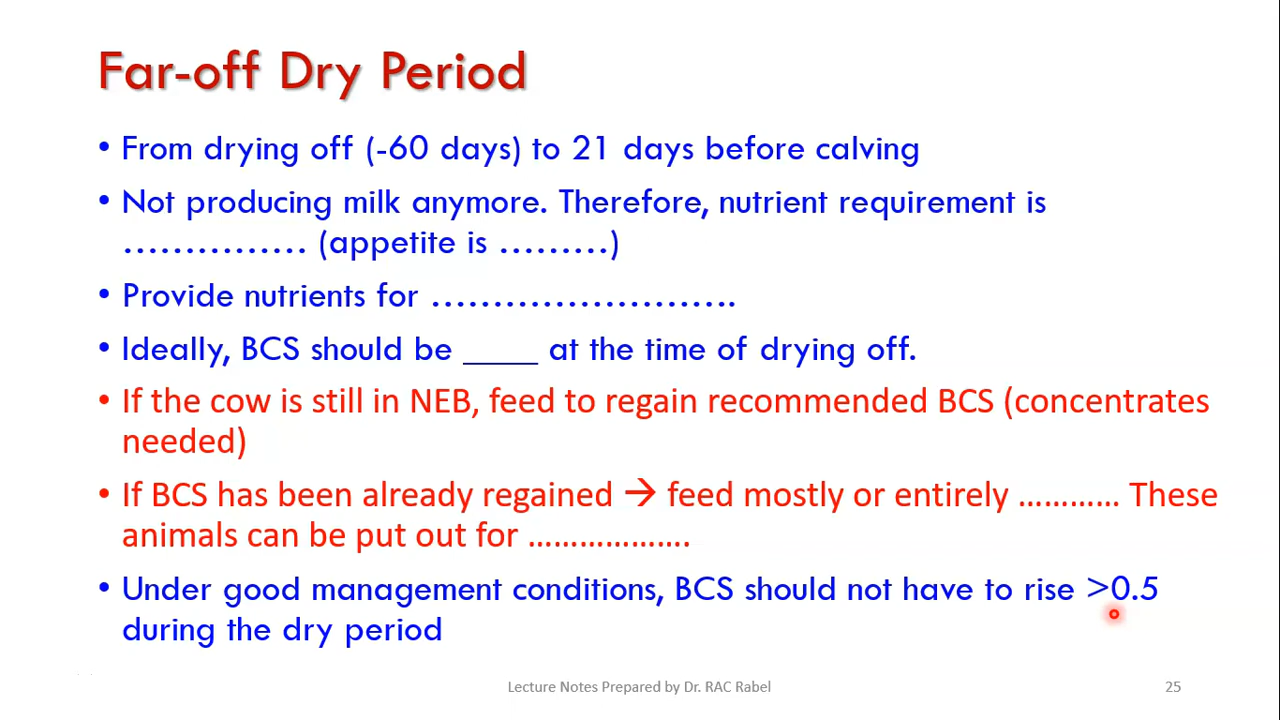 Far-off Dry Period
• From drying off (-60 days) to 21 days before calving
• Not producing milk anymore. Therefore, nutrient requirement is
…………… (appetite is ………)
• Provide nutrients for …………………….
• Ideally, BCS should be ____ at the time of drying off.
• If the cow is still in NEB, feed to regain recommended BCS (concentrates
needed)
• If BCS has been already regained → feed mostly or entirely ………… These
animals can be put out for ……………….
• Under good management conditions, BCS should not have to rise >0.5
during the dry period
Lecture Notes Prepared by Dr. RAC Rabel
25